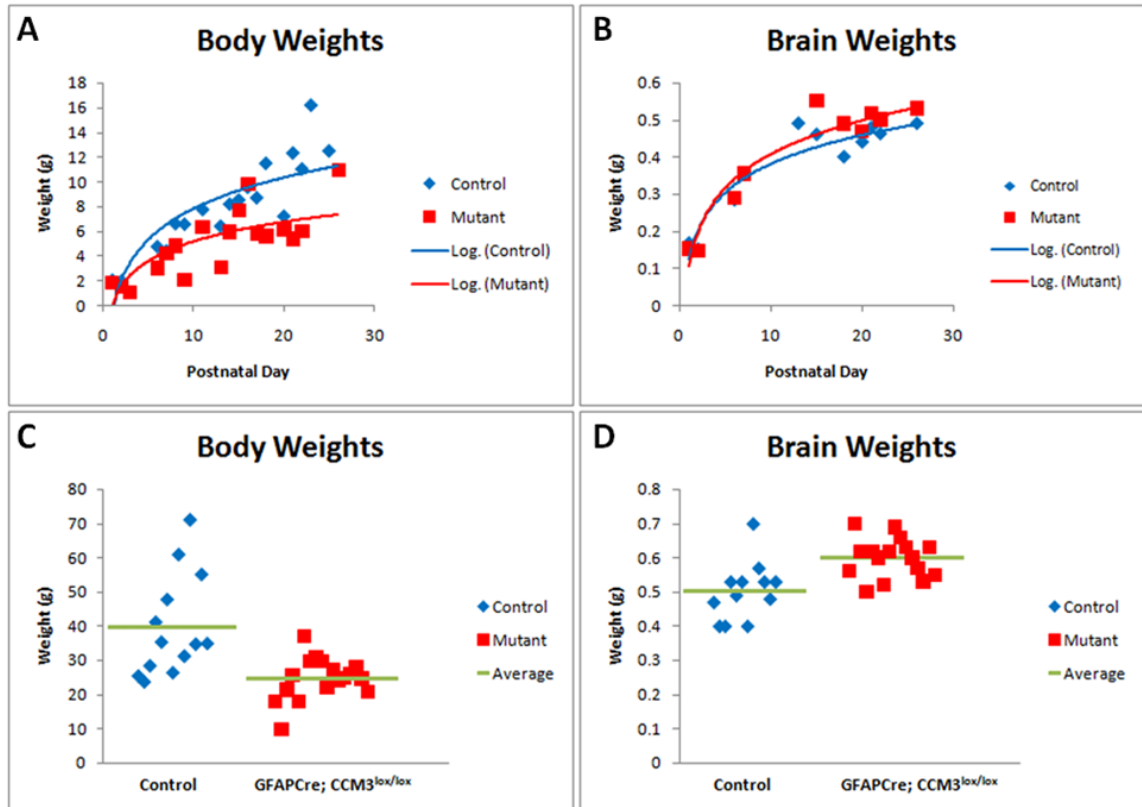 A
Body Weights
Weight (g)
18
16
14
12
10
8
6
4
2
0
0 10 20 30
Postnatal Day
Control
Mutant
Log. (Control)
Log. (Mutant)
B
Brain Weights
Weight (g)
0.6
0.5
0.4
0.3
0.2
0.1
0
0 10 20 30
Postnatal Day
Control
Mutant
Log. (Control)
Log. (Mutant)
C
Body Weights
Weight (g)
80
70
60
50
40
30
20
10
0
Control GFAPCre; CCM3lox/lox
Control
Mutant
Average
D
Brain Weights
Weight (g)
0.8
0.7
0.6
0.5
0.4
0.3
0.2
0.1
0
Control GFAPCre; CCM3lox/lox
Control
Mutant
Average